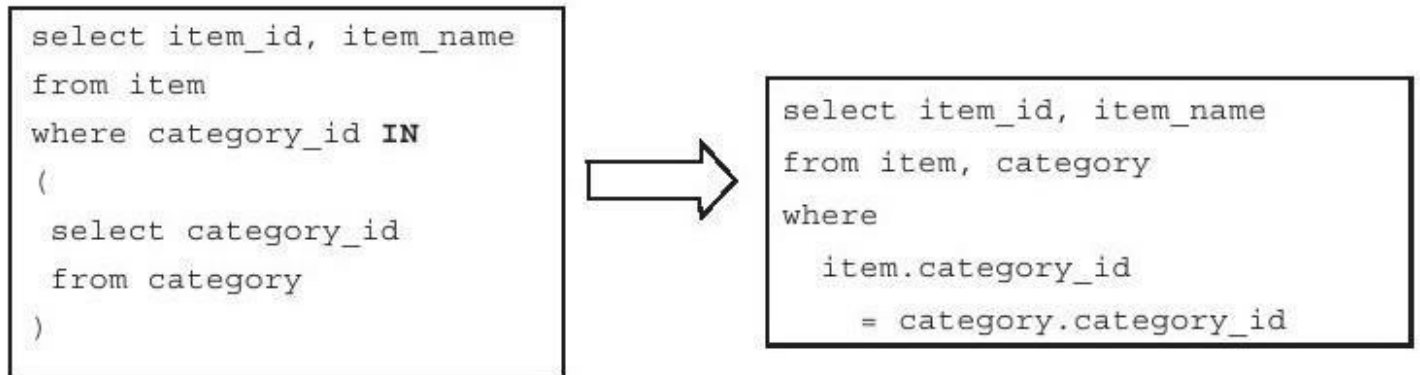 select item_id, item_name
from item
where category_id IN
(
select category_id
from category
)
select item_id, item_name
from item, category
where
item.category_id
= category.category_id